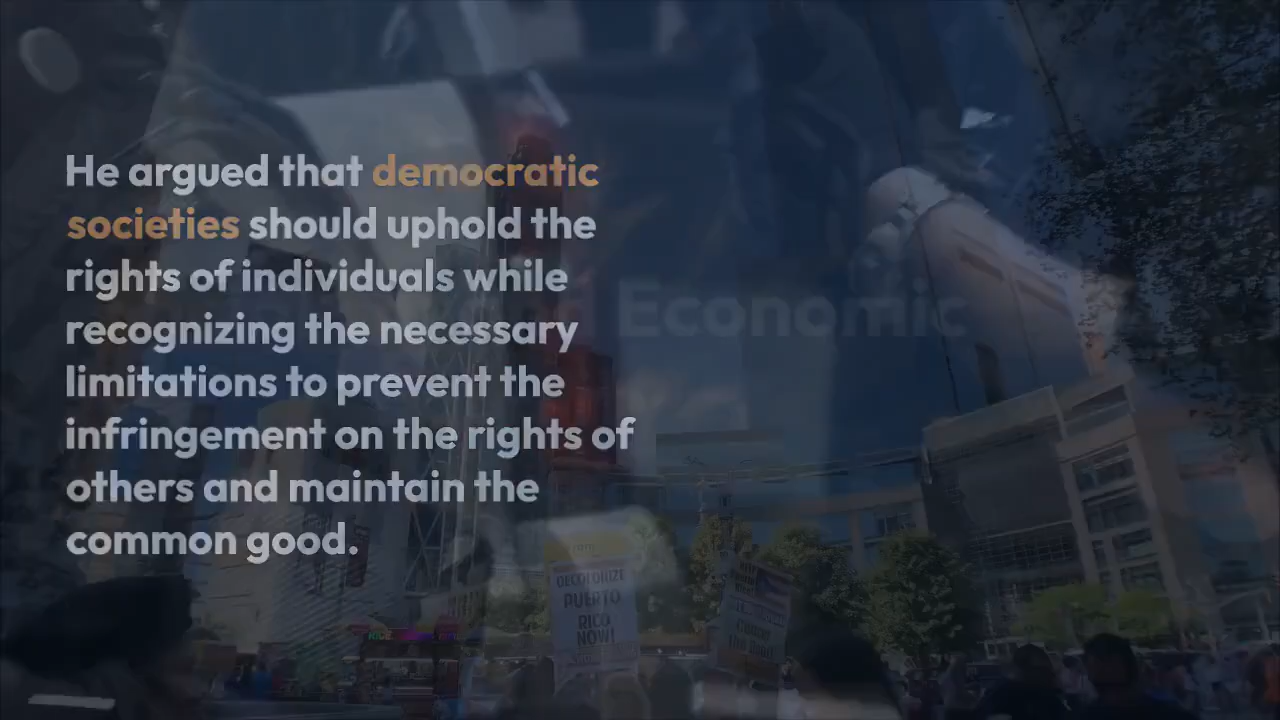 He argued that democratic
societies should uphold the
rights of individuals while
recognizing the necessary
limitations to prevent the
infringement on the rights of
others and maintain the
common good.
Economic
DECOLONIZE
PUERTO
RICO
NOW!